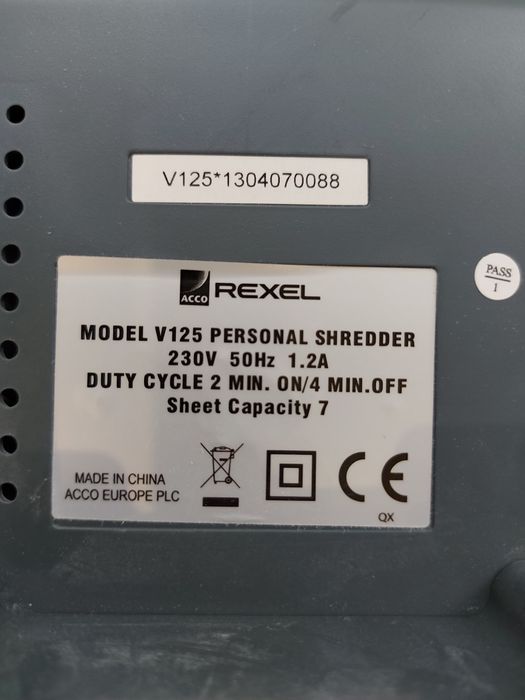 V125*1304070088
PASS
1
ACCO REXEL
MODEL V125 PERSONAL SHREDDER
230V 50Hz 1.2A
DUTY CYCLE 2 MIN. ON/4 MIN.OFF
Sheet Capacity 7
MADE IN CHINA
ACCO EUROPE PLC
CE
QX